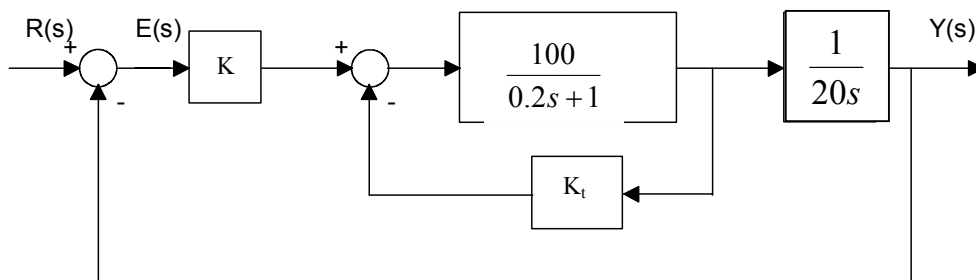 R(s)
+
E(s)
-
K
+
-
100
0.2s+1
K_t
1
20s
Y(s)